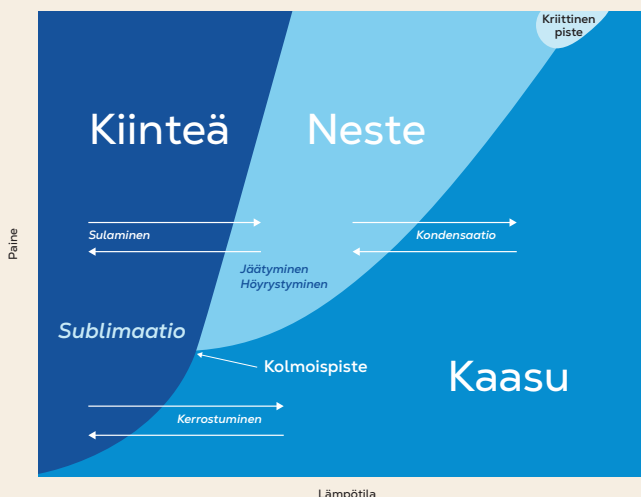 Kriittinen
piste
Kiinteä
Neste
Paine
Sulaminen
Kondensaatio
Jäätyminen
Höyrystyminen
Sublimaatio
Kolmoispiste
Kaasu
Kerrostuminen
Lämpötila